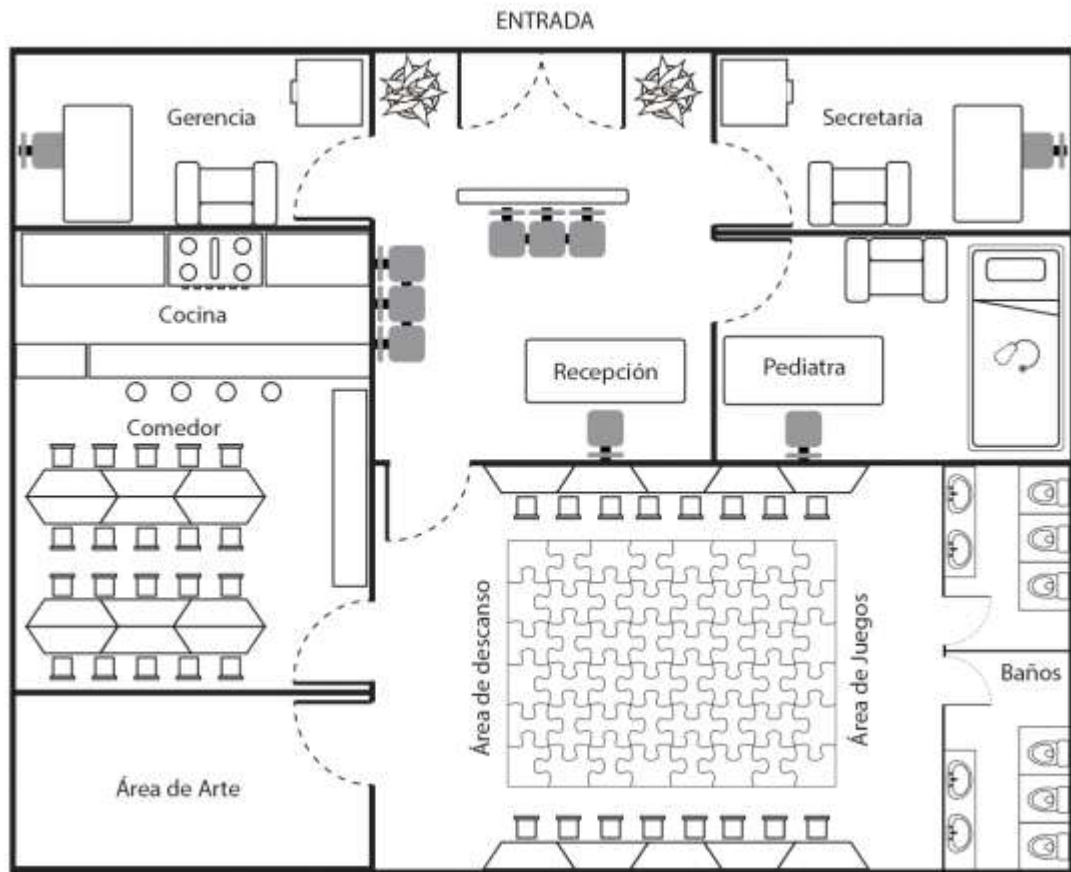 ENTRADA
Gerencia
Secretaría
Cocina
Recepción
Pediatra
Comedor
Área de descanso
Área de Juegos
Baños
Área de Arte